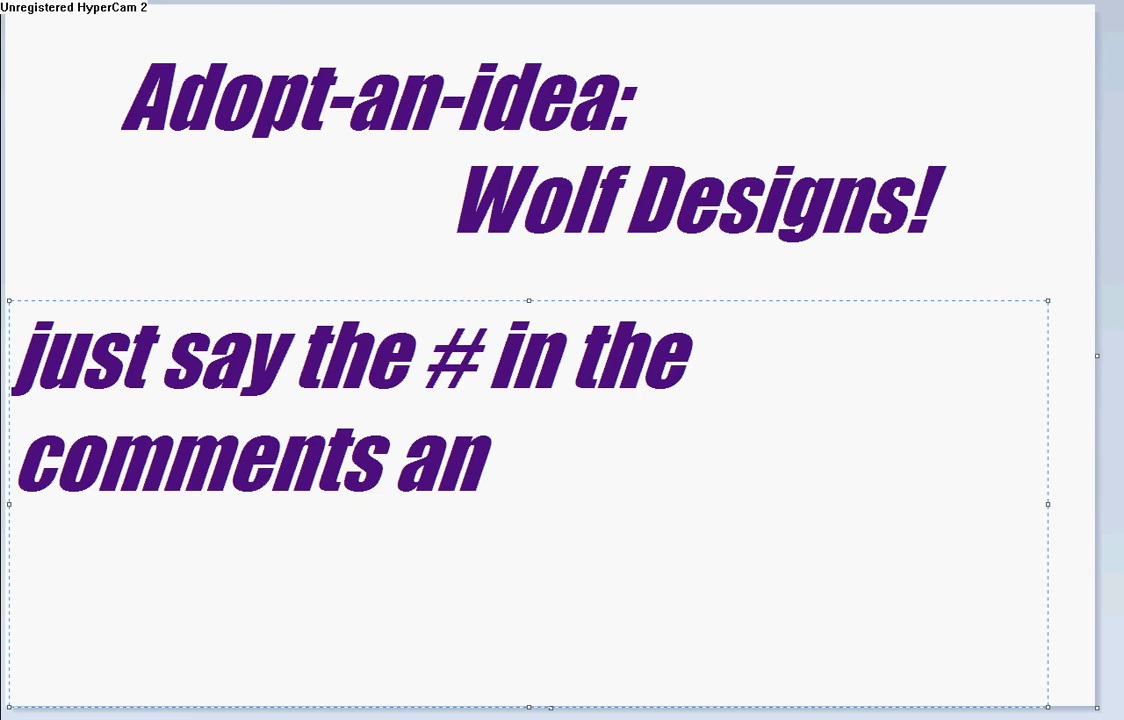 Unregistered HyperCam 2
Adopt-an-idea:
Wolf Designs!
just say the # in the
comments an